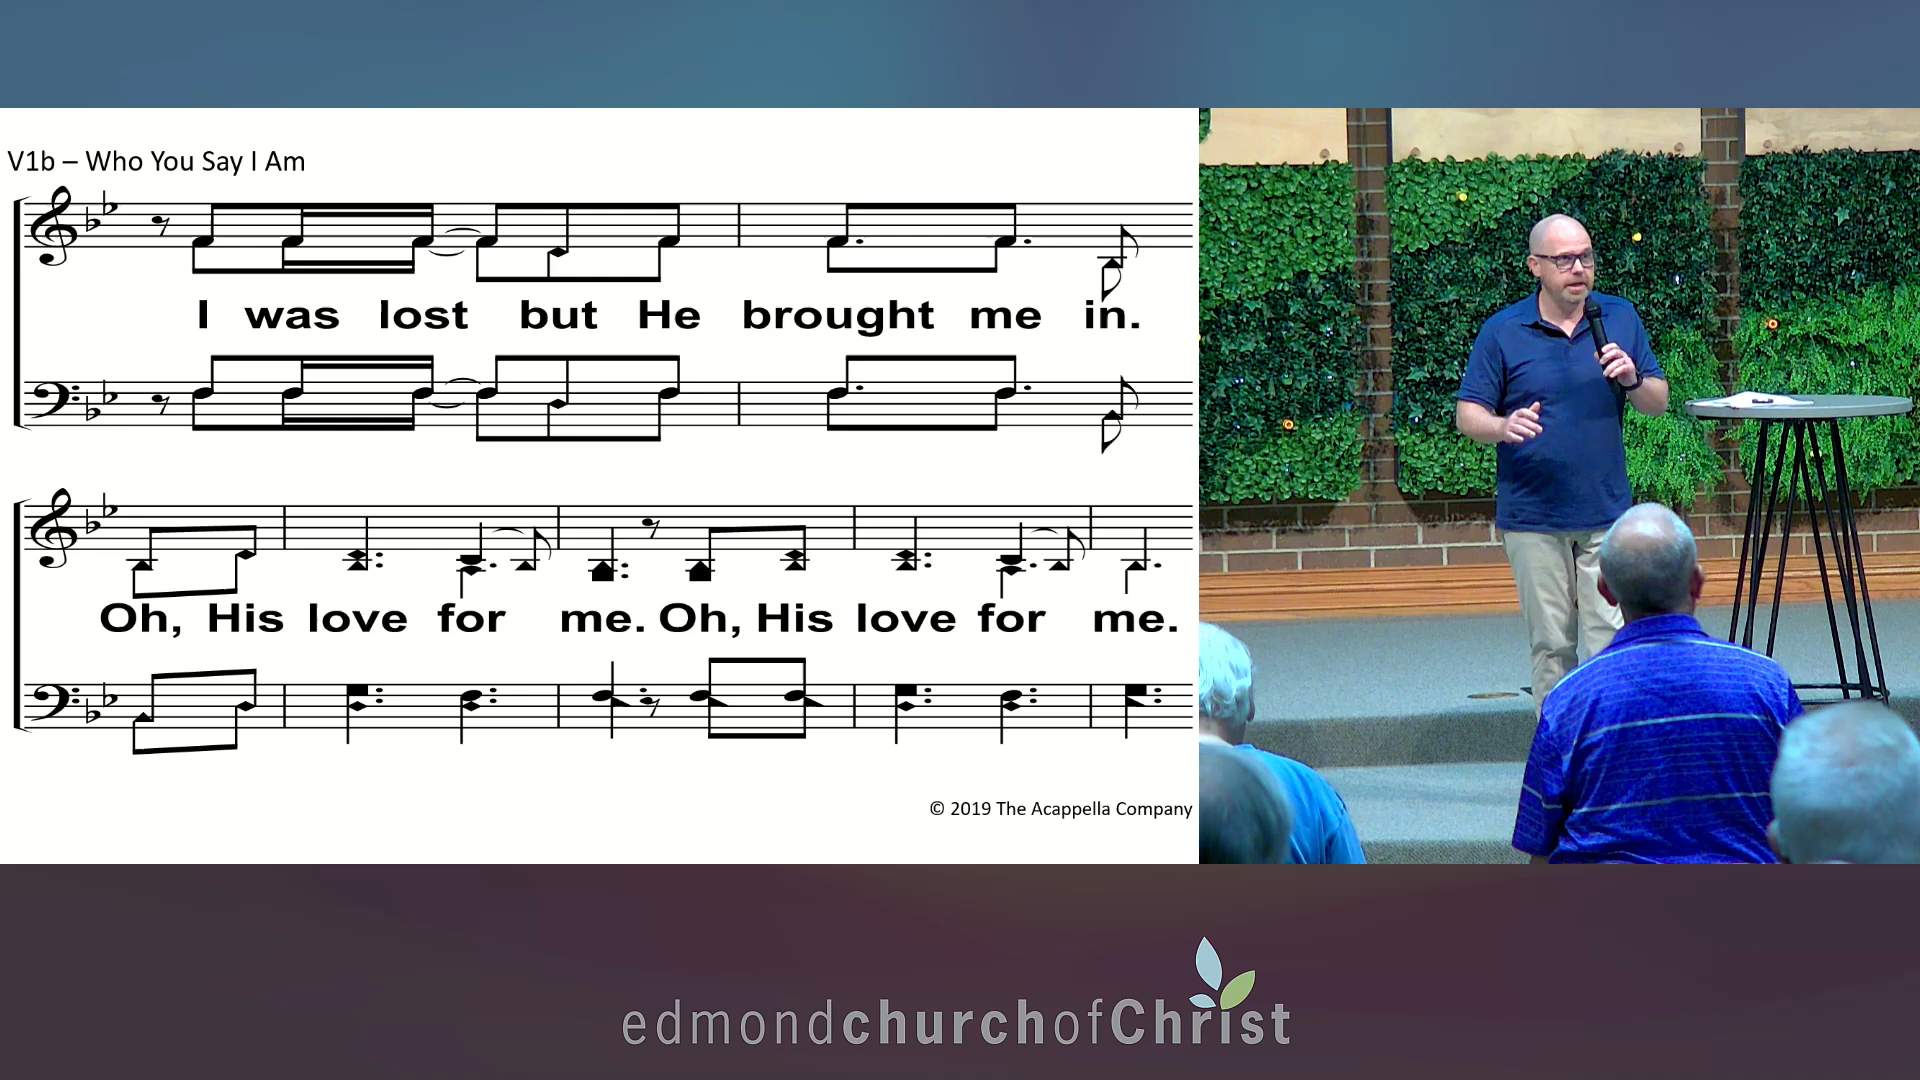 V1b – Who You Say I Am
I was lost but He brought me in.
Oh, His love for me. Oh, His love for me.
© 2019 The Acappella Company
edmondchurchofChrist